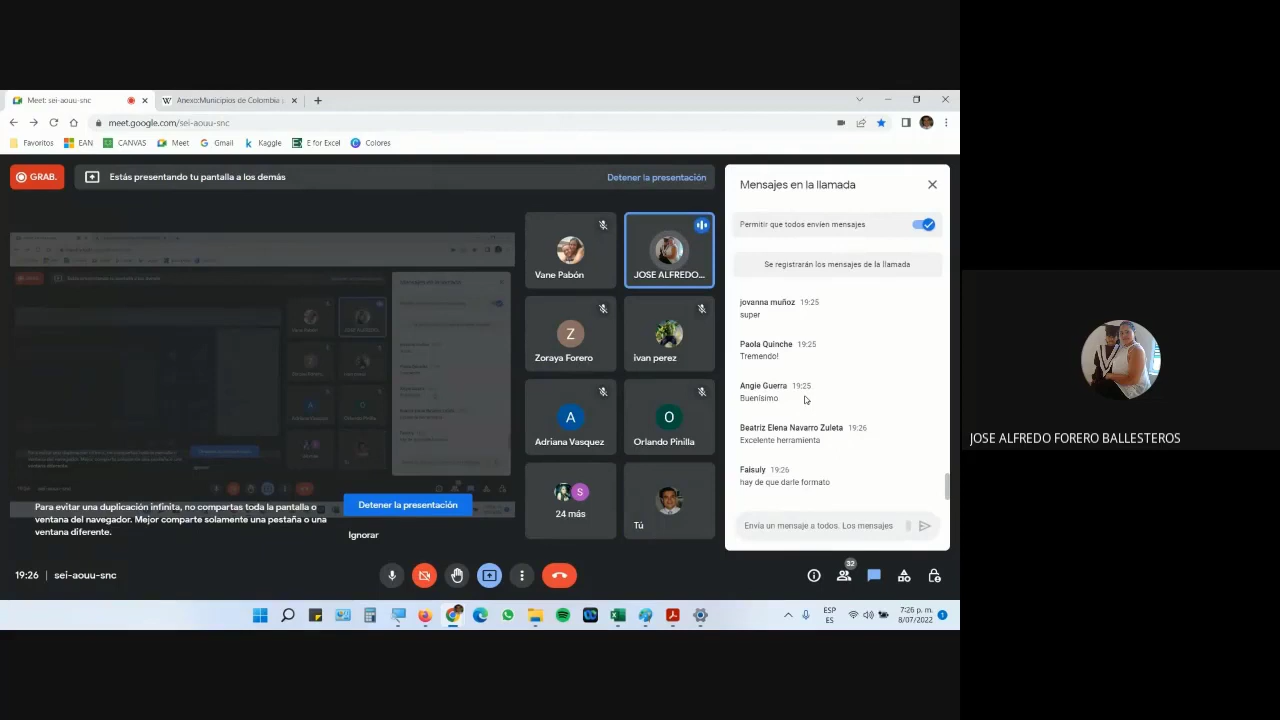 Meet: sei-aouu-snc
Anexo:Municipios de Colombia
meet.google.com/sei-aouu-snc
Favoritos
EAN
CANVAS
Meet
Gmail
Kaggle
E for Excel
Colores
GRAB.
Estás presentando tu pantalla a los demás
Detener la presentación
Vane Pabón
JOSE ALFREDO...
Z
Zoraya Forero
ivan perez
A
Adriana Vasquez
O
Orlando Pinilla
S
24 más
Tú
Para evitar una duplicación infinita, no compartas toda la pantalla o
ventana del navegador. Mejor comparte solamente una pestaña o una
ventana diferente.
Detener la presentación
Ignorar
Mensajes en la llamada
Permitir que todos envíen mensajes
Se registrarán los mensajes de la llamada
jovanna muñoz 19:25
super
Paola Quinche 19:25
Tremendo!
Angie Guerra 19:25
Buenísimo
Beatriz Elena Navarro Zuleta 19:26
Excelente herramienta
Faisuly 19:26
hay de que darle formato
Envía un mensaje a todos. Los mensajes
19:26 | sei-aouu-snc
32
ESP
ES
7:26 p. m.
8/07/2022
1
JOSE ALFREDO FORERO BALLESTEROS